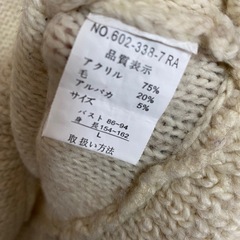 NO.602-338-7RA
品質表示
アクリル 75%
毛 20%
アルパカ 5%
サイズ
バスト 86-94
身長 154-162
L
取扱い方法